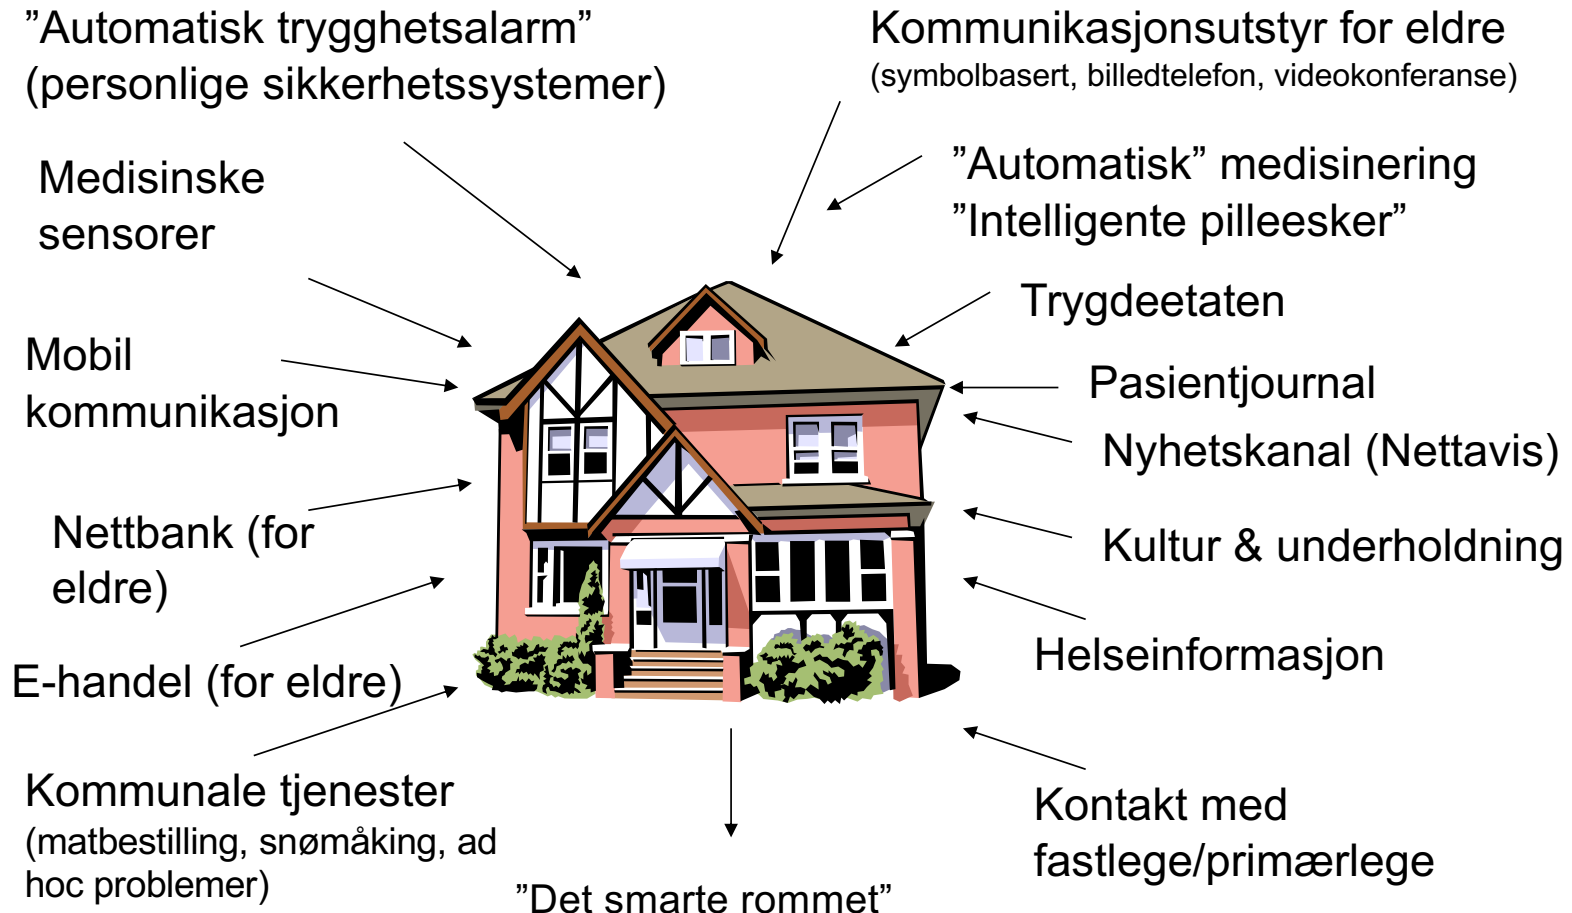 ”Automatisk trygghetsalarm”
(personlige sikkerhetssystemer)
Kommunikasjonsutstyr for eldre
(symbolbasert, billedtelefon, videokonferanse)
Medisinske
sensorer
”Automatisk” medisinering
”Intelligente pilleesker”
Trygdeetaten
Mobil
kommunikasjon
Pasientjournal
Nyhetskanal (Nettavis)
Nettbank (for
eldre)
Kultur & underholdning
E-handel (for eldre)
Helseinformasjon
Kommunale tjenester
(matbestilling, snømåking, ad
hoc problemer)
Kontakt med
fastlege/primærlege
”Det smarte rommet”